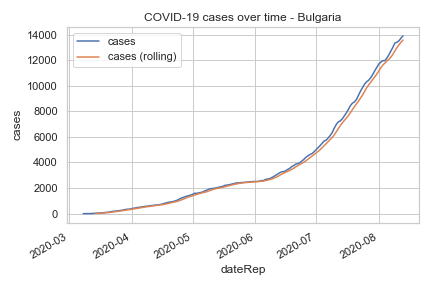 COVID-19 cases over time - Bulgaria
cases
cases (rolling)
14000
12000
10000
8000
6000
4000
2000
0
cases
2020-03
2020-04
2020-05
2020-06
2020-07
2020-08
dateRep